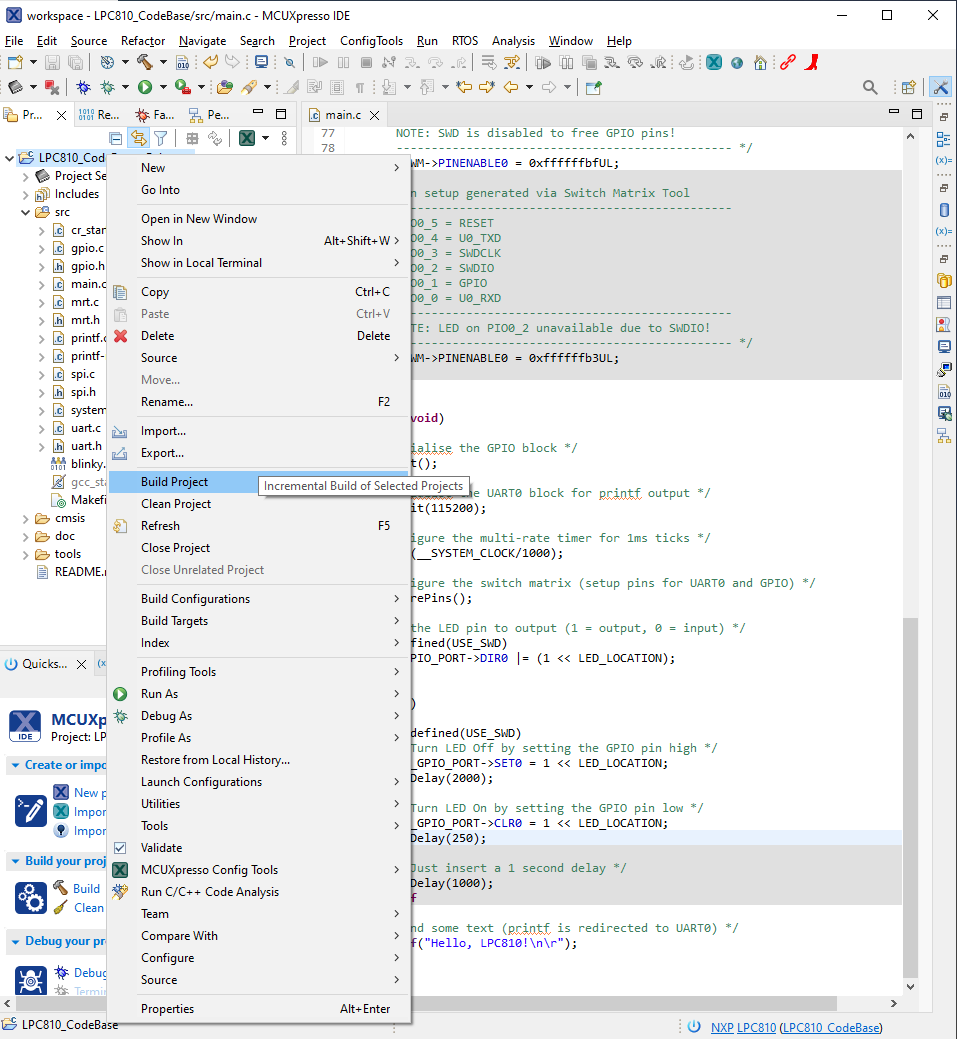 workspace - LPC810_CodeBase/src/main.c - MCUXpresso IDE
File Edit Source Refactor Navigate Search Project ConfigTools Run RTOS Analysis Window Help
Pr... Re... Fa... Pe...
LPC810_Cod
Project Se
Includes
src
cr_star
gpio.c
gpio.h
main.c
mrt.c
mrt.h
printf.c
printf-
spi.c
spi.h
system
uart.c
uart.h
blinky.
gcc_sta
Makefi
cmsis
doc
tools
README.
New
Go Into
Open in New Window
Show In Alt+Shift+W
Show in Local Terminal
Copy Ctrl+C
Paste Ctrl+V
Delete Delete
Source
Move...
Rename... F2
Import...
Export...
Build Project
Incremental Build of Selected Projects
Clean Project
Refresh F5
Close Project
Close Unrelated Project
Build Configurations
Build Targets
Index
Profiling Tools
Run As
Debug As
Profile As
Restore from Local History...
Launch Configurations
Utilities
Tools
Validate
MCUXpresso Config Tools
Run C/C++ Code Analysis
Team
Compare With
Configure
Source
Properties Alt+Enter
main.c
77 NOTE: SWD is disabled to free GPIO pins!
78 --------------------------------------------- */
WM->PINENABLE0 = 0xffffffbfUL;
n setup generated via Switch Matrix Tool
---------------------------------------------
O0_5 = RESET
O0_4 = U0_TXD
O0_3 = SWDCLK
O0_2 = SWDIO
O0_1 = GPIO
O0_0 = U0_RXD
---------------------------------------------
TE: LED on PIO0_2 unavailable due to SWDIO!
--------------------------------------------- */
WM->PINENABLE0 = 0xffffffb3UL;
void)
ialise the GPIO block */
t();
the UART0 block for printf output */
it(115200);
igure the multi-rate timer for 1ms ticks */
(__SYSTEM_CLOCK/1000);
igure the switch matrix (setup pins for UART0 and GPIO) */
rePins();
the LED pin to output (1 = output, 0 = input) */
fined(USE_SWD)
PIO_PORT->DIR0 |= (1 << LED_LOCATION);
)
defined(USE_SWD)
Turn LED Off by setting the GPIO pin high */
_GPIO_PORT->SET0 = 1 << LED_LOCATION;
Delay(2000);
Turn LED On by setting the GPIO pin low */
_GPIO_PORT->CLR0 = 1 << LED_LOCATION;
Delay(250);
Just insert a 1 second delay */
Delay(1000);
f
nd some text (printf is redirected to UART0) */
f("Hello, LPC810!\n\r");
Quicks... (x
IDE
MCUXp
Project: LP
Create or impo
New p
Impor
Impor
Build your proj
Build
Clean
Debug your pr
Debug
Termi
LPC810_CodeBase
NXP LPC810 (LPC810_CodeBase)